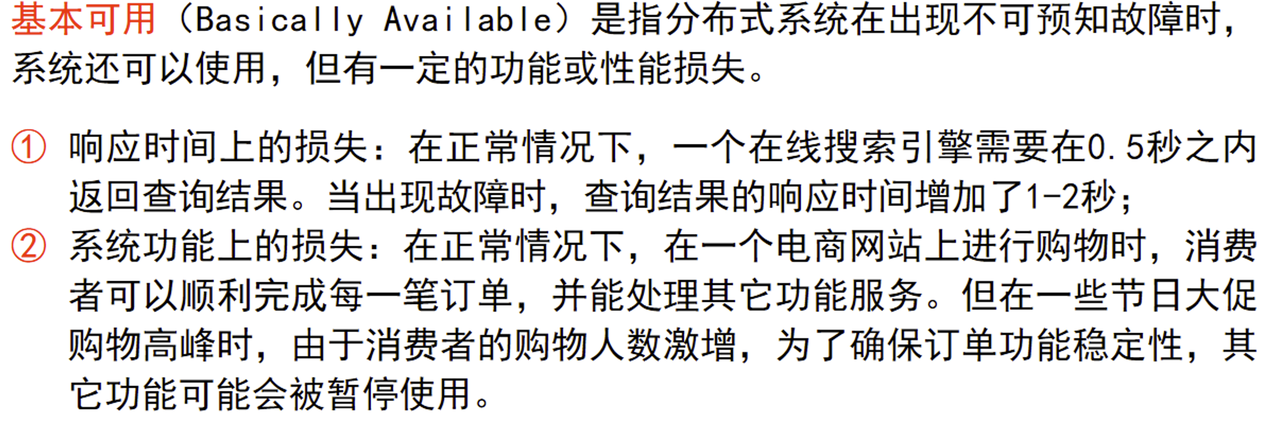 基本可用（Basically Available）是指分布式系统在出现不可预知故障时，
系统还可以使用，但有一定的功能或性能损失。
① 响应时间上的损失：在正常情况下，一个在线搜索引擎需要在0.5秒之内
返回查询结果。当出现故障时，查询结果的响应时间增加了1-2秒；
② 系统功能上的损失：在正常情况下，在一个电商网站上进行购物时，消费
者可以顺利完成每一笔订单，并能处理其它功能服务。但在一些节日大促
购物高峰时，由于消费者的购物人数激增，为了确保订单功能稳定性，其
它功能可能会被暂停使用。